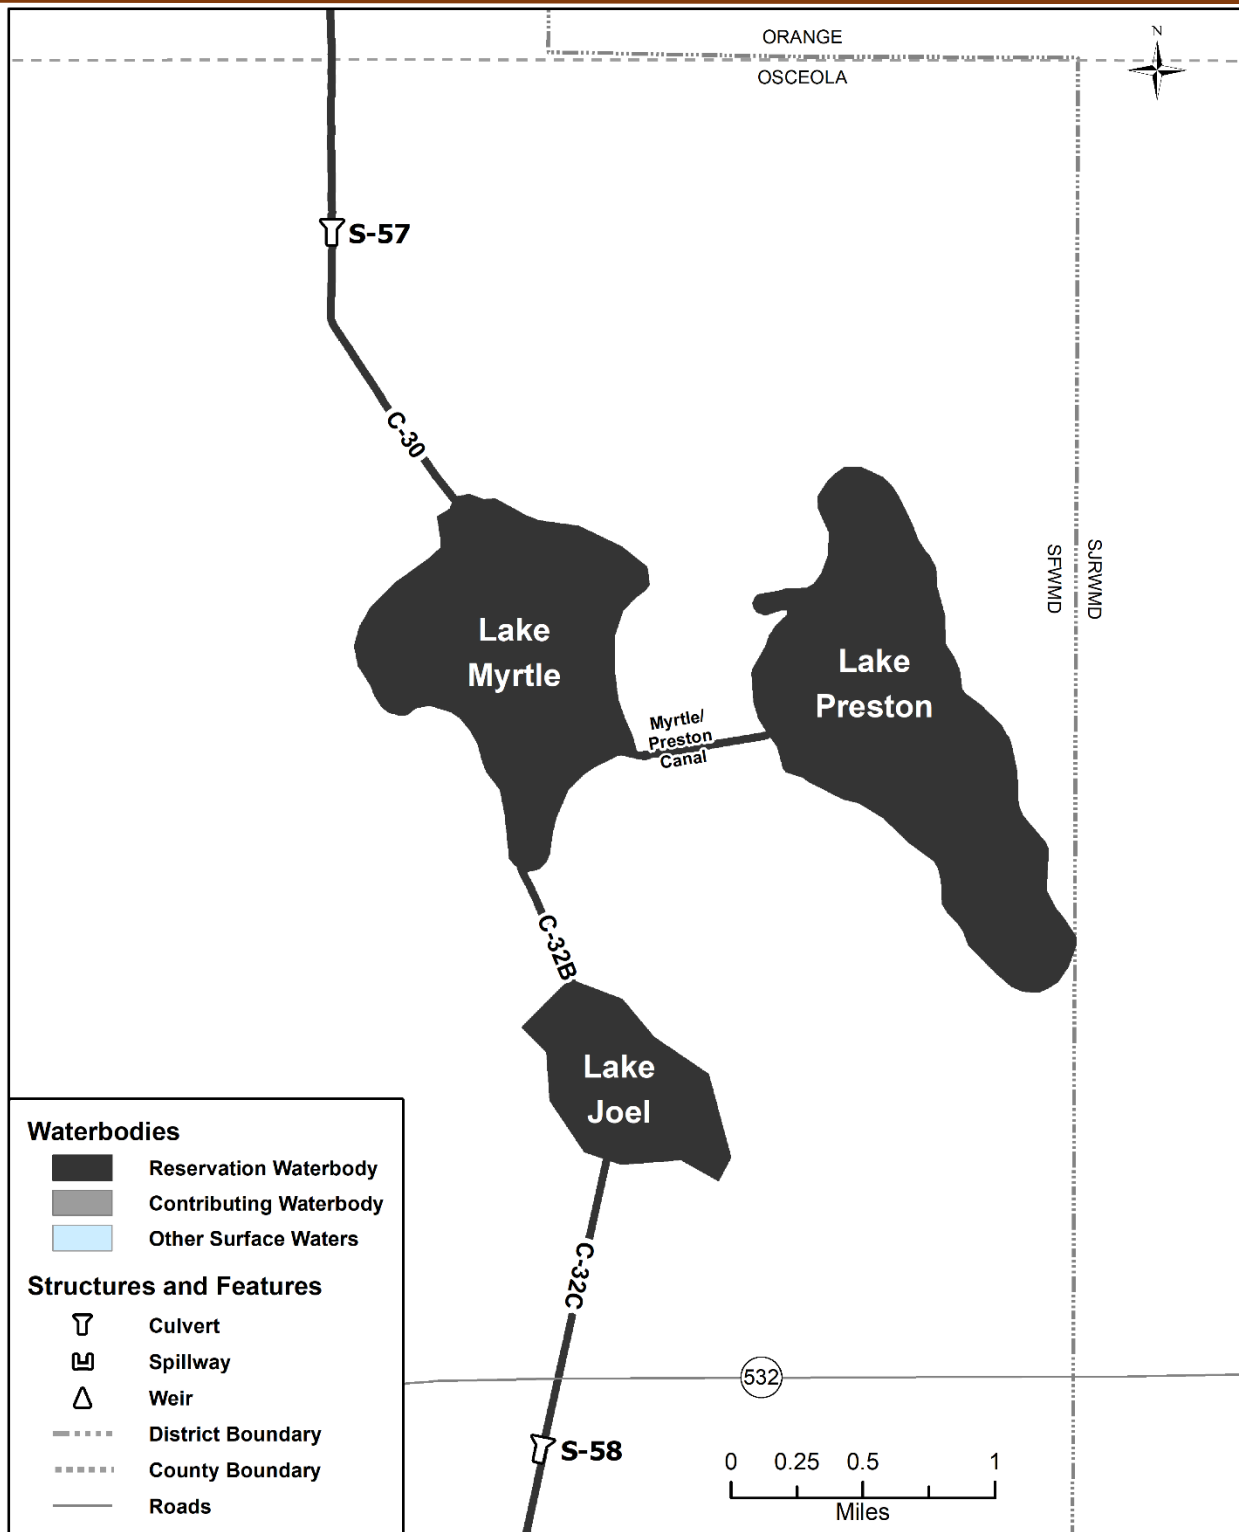 ORANGE
OSCEOLA
N
S-57
C-30
SFWMD
SJRWMD
Lake
Myrtle
Lake
Preston
Myrtle/
Preston
Canal
C-32B
Lake
Joel
C-32C
532
S-58
Waterbodies
Reservation Waterbody
Contributing Waterbody
Other Surface Waters
Structures and Features
Culvert
Spillway
Weir
District Boundary
County Boundary
Roads
0 0.25 0.5 1
Miles